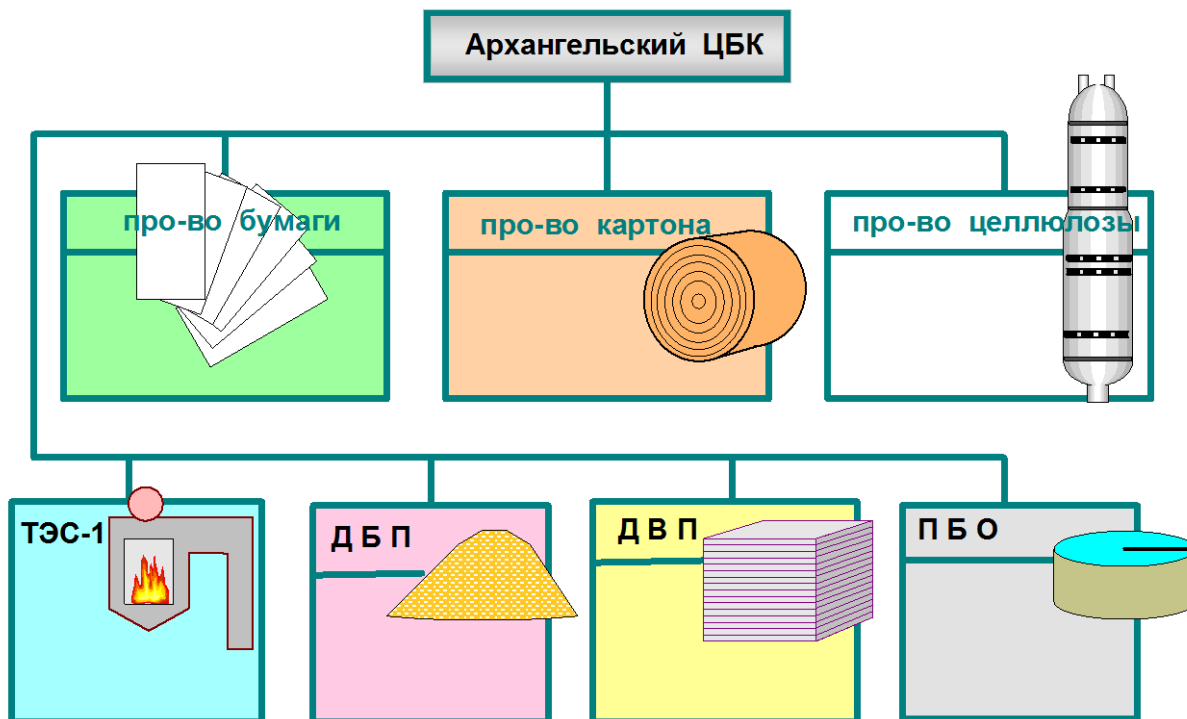 Архангельский ЦБК
про-во бумаги
про-во картона
про-во целлюлозы
ТЭС-1
Д Б П
Д В П
П Б О